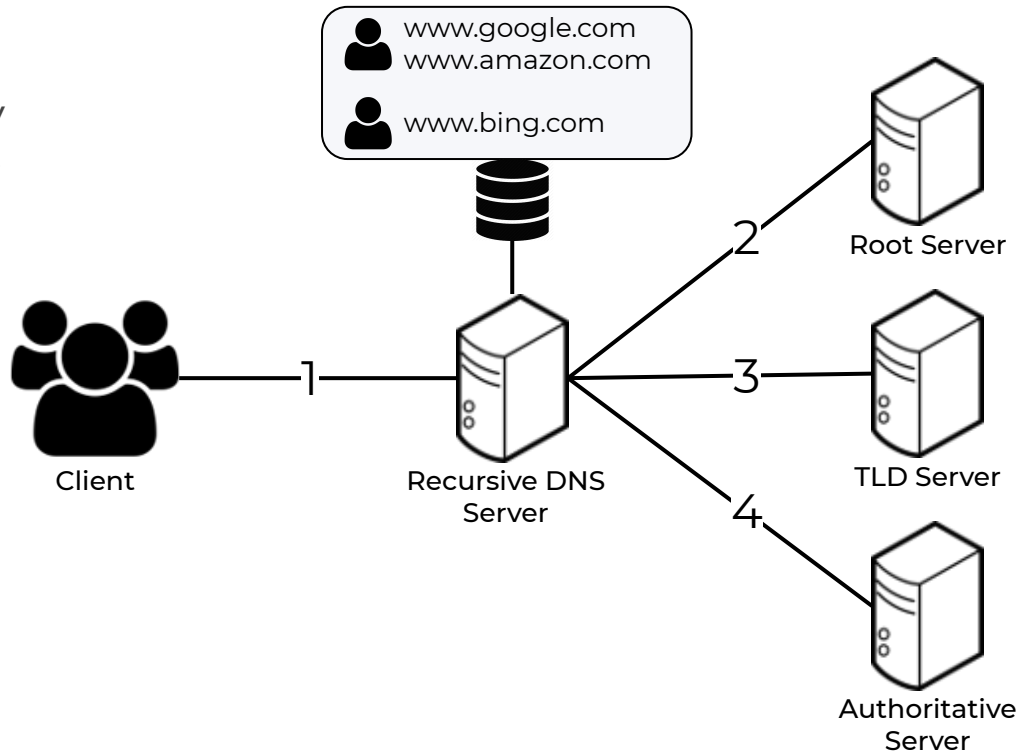 www.google.com
www.amazon.com
www.bing.com
2
Root Server
1
3
Client
Recursive DNS
Server
TLD Server
4
Authoritative
Server